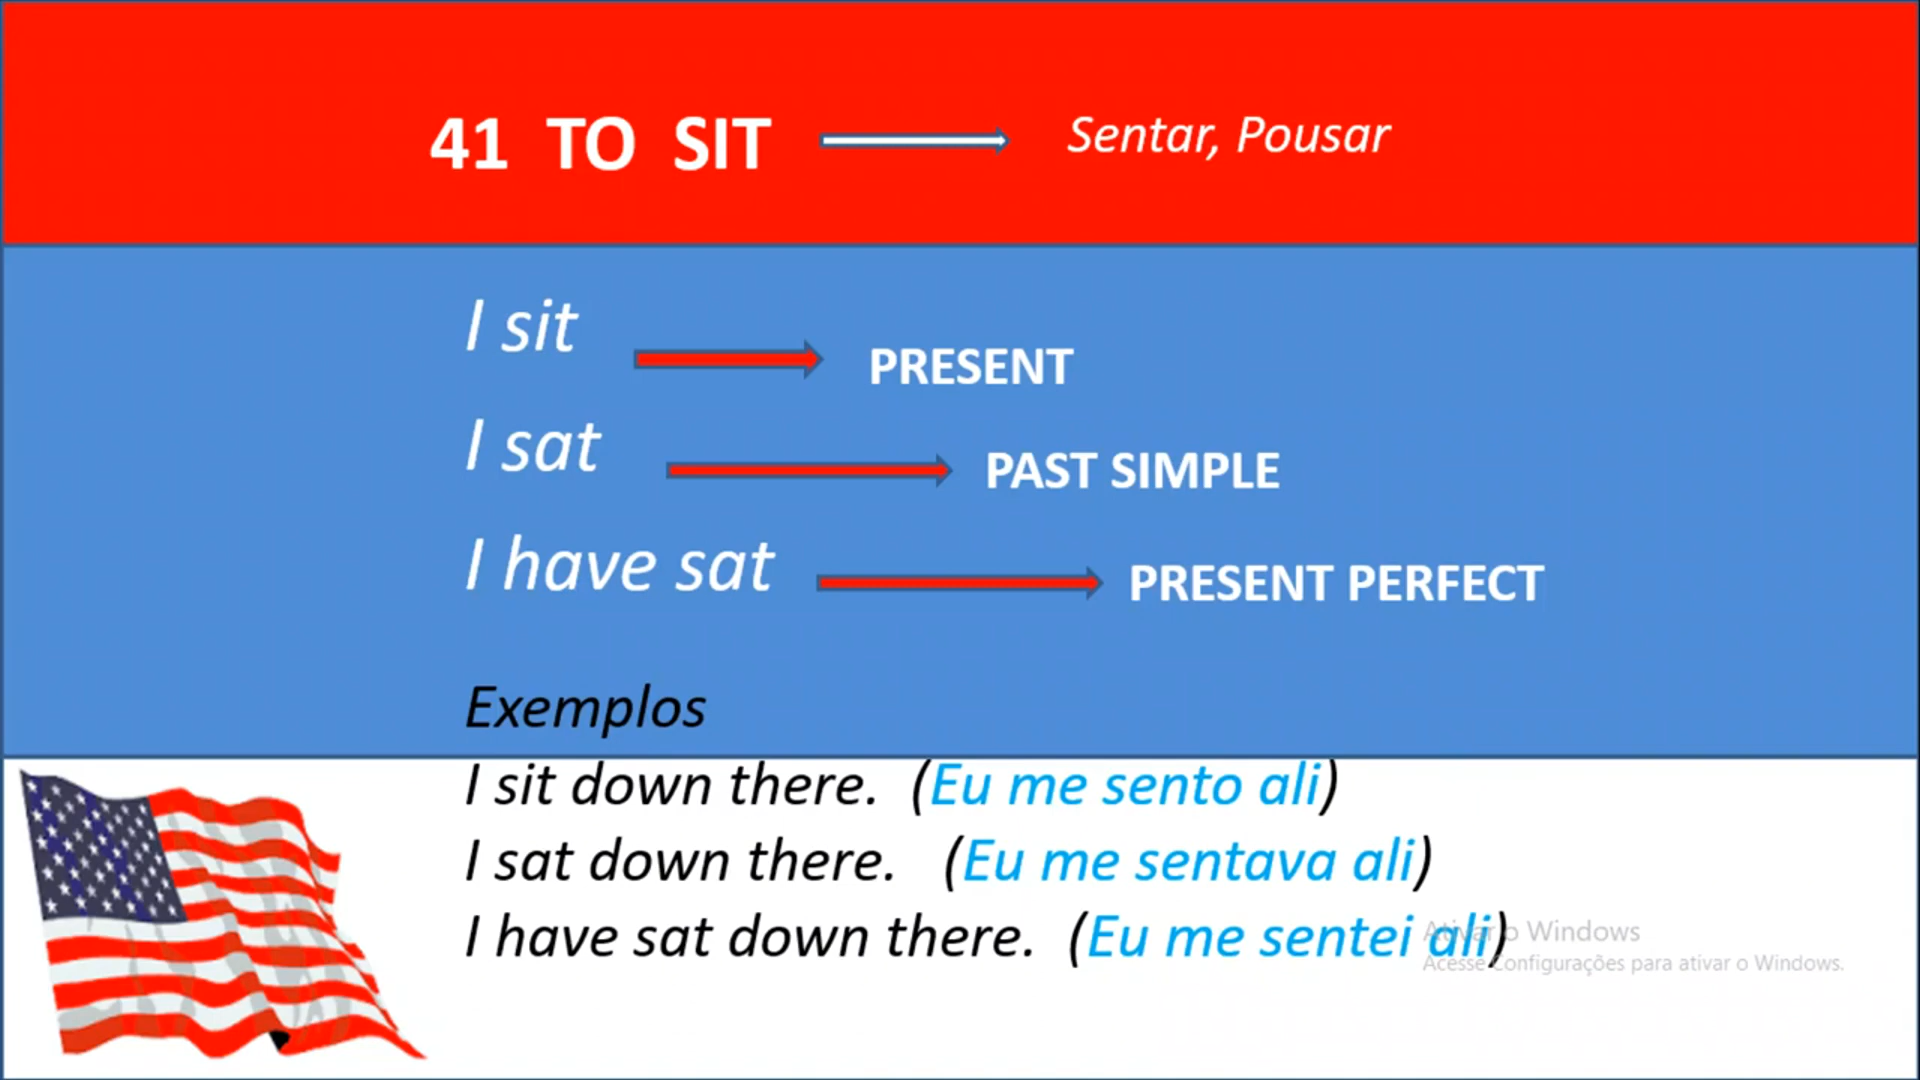 41 TO SIT Sentar, Pousar
I sit PRESENT
I sat PAST SIMPLE
I have sat PRESENT PERFECT
Exemplos
I sit down there. (Eu me sento ali)
I sat down there. (Eu me sentava ali)
I have sat down there. (Eu me sentei ali)
Ativar o Windows
Acesse Configurações para ativar o Windows.